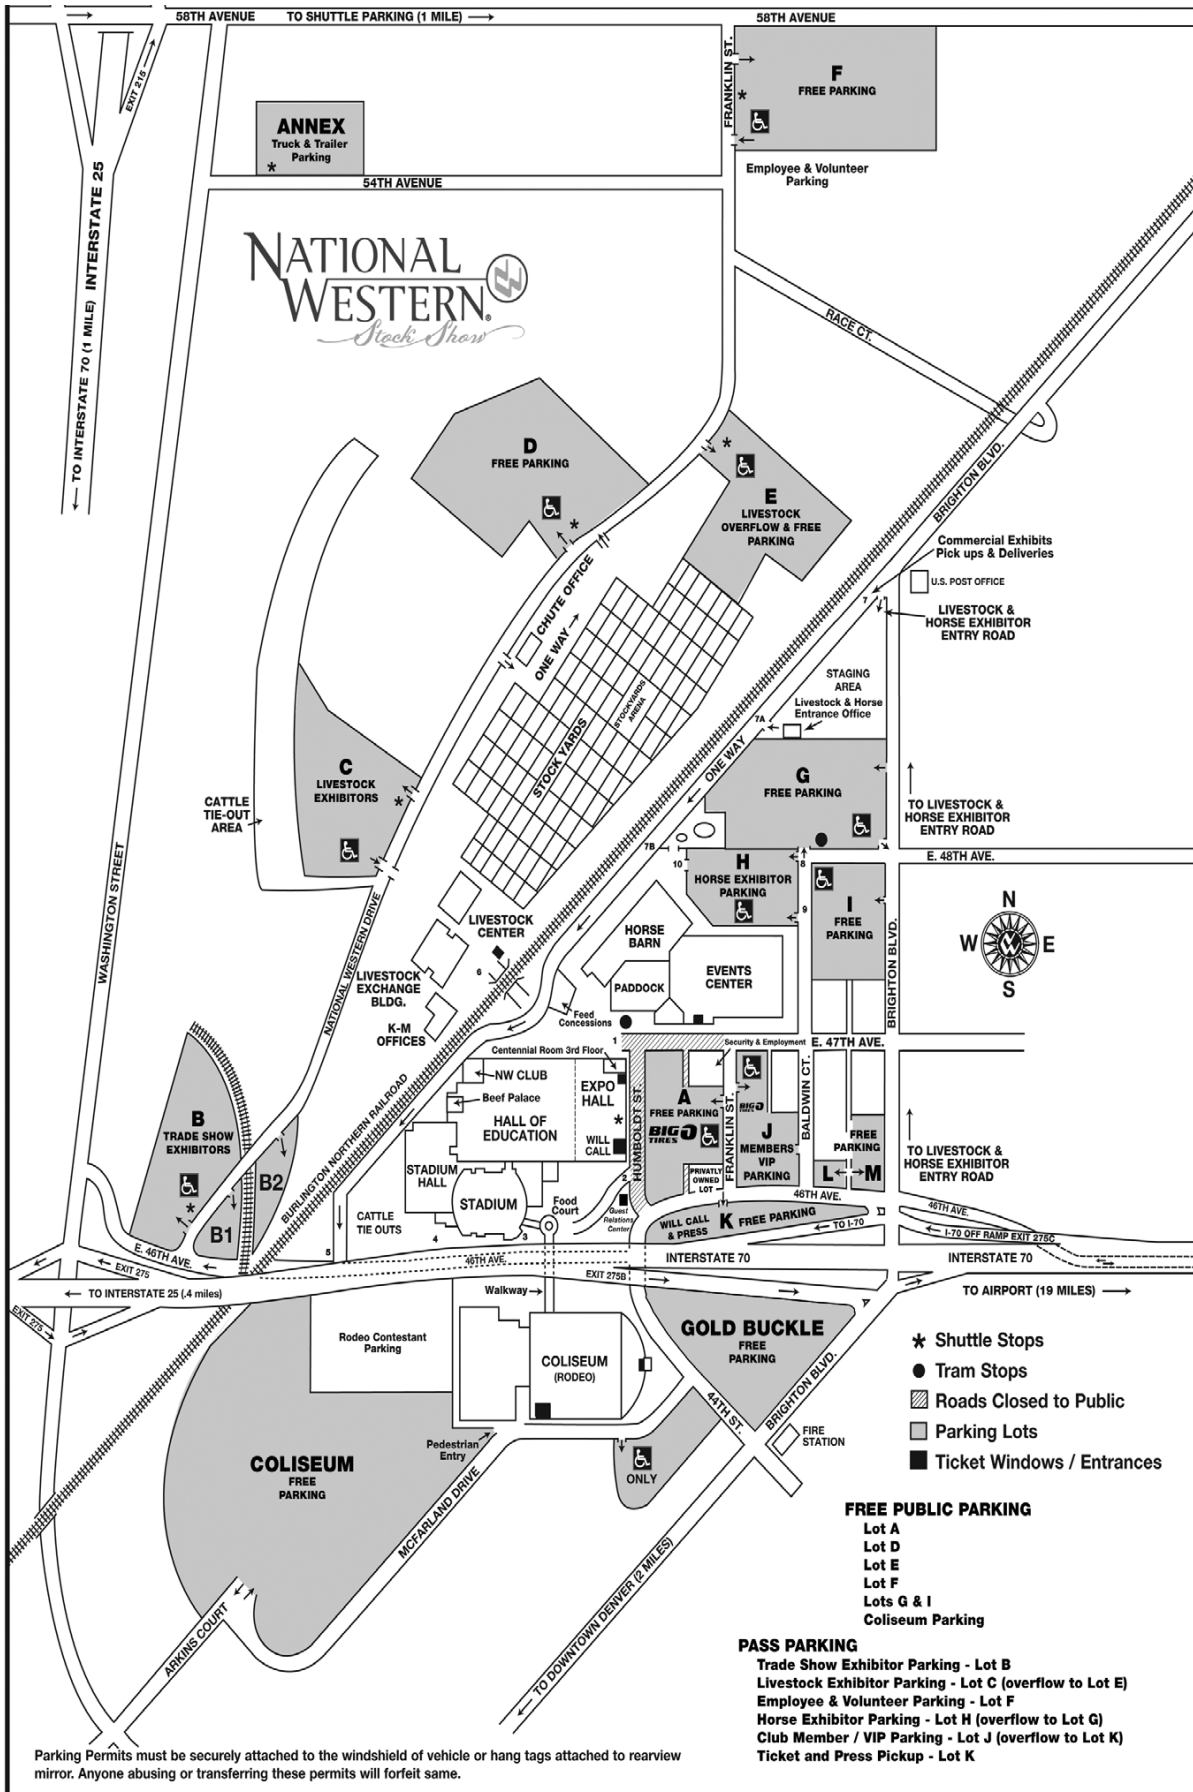 58TH AVENUE
TO SHUTTLE PARKING (1 MILE)
58TH AVENUE
EXIT 215
FRANKLIN ST.
F
FREE PARKING
ANNEX
Truck & Trailer
Parking
*
*
Employee & Volunteer
Parking
54TH AVENUE
INTERSTATE 25
TO INTERSTATE 70 (1 MILE)
NATIONAL
WESTERN®
Stock Show
RACE CT.
D
FREE PARKING
*
E
LIVESTOCK
OVERFLOW & FREE
PARKING
*
BRIGHTON BLVD.
Commercial Exhibits
Pick ups & Deliveries
U.S. POST OFFICE
7
LIVESTOCK &
HORSE EXHIBITOR
ENTRY ROAD
CHUTE OFFICE
ONE WAY
STOCKYARDS
ARENA
STOCK YARDS
STAGING
AREA
Livestock & Horse
Entrance Office
7A
ONE WAY
C
LIVESTOCK
EXHIBITORS
*
CATTLE
TIE-OUT
AREA
G
FREE PARKING
TO LIVESTOCK &
HORSE EXHIBITOR
ENTRY ROAD
WASHINGTON STREET
7B
10
8
E. 48TH AVE.
H
HORSE EXHIBITOR
PARKING
9
I
FREE
PARKING
N
W
E
S
NATIONAL WESTERN DRIVE
LIVESTOCK
CENTER
6
LIVESTOCK
EXCHANGE
BLDG.
K-M
OFFICES
HORSE
BARN
PADDOCK
EVENTS
CENTER
BRIGHTON BLVD.
Feed
Concessions
1
Security & Employment
E. 47TH AVE.
Centennial Room 3rd Floor
NW CLUB
Beef Palace
HALL OF
EDUCATION
EXPO
HALL
*
WILL
CALL
HUMBOLDT ST.
A
FREE PARKING
BIG O
TIRES
FRANKLIN ST.
BIG O
TIRES
J
MEMBERS
VIP
PARKING
BALDWIN CT.
FREE
PARKING
L
M
PRIVATLY
OWNED
LOT
TO LIVESTOCK &
HORSE EXHIBITOR
ENTRY ROAD
BURLINGTON NORTHERN RAILROAD
B
TRADE SHOW
EXHIBITORS
*
B2
B1
STADIUM
HALL
STADIUM
2
Guest
Relations
Center
Food
Court
CATTLE
TIE OUTS
5
4
3
46TH AVE.
WILL CALL
& PRESS
K
FREE PARKING
46TH AVE.
TO I-70
I-70 OFF RAMP EXIT 275C
E. 46TH AVE.
EXIT 275
46TH AVE.
INTERSTATE 70
INTERSTATE 70
EXIT 275B
TO INTERSTATE 25 (.4 miles)
EXIT 275
Walkway
TO AIRPORT (19 MILES)
Rodeo Contestant
Parking
COLISEUM
(RODEO)
GOLD BUCKLE
FREE
PARKING
BRIGHTON BLVD.
44TH ST.
FIRE
STATION
Pedestrian
Entry
ONLY
COLISEUM
FREE
PARKING
MCFARLAND DRIVE
ARKINS COURT
TO DOWNTOWN DENVER (2 MILES)
* Shuttle Stops
Tram Stops
Roads Closed to Public
Parking Lots
Ticket Windows / Entrances
FREE PUBLIC PARKING
Lot A
Lot D
Lot E
Lot F
Lots G & I
Coliseum Parking
PASS PARKING
Trade Show Exhibitor Parking - Lot B
Livestock Exhibitor Parking - Lot C (overflow to Lot E)
Employee & Volunteer Parking - Lot F
Horse Exhibitor Parking - Lot H (overflow to Lot G)
Club Member / VIP Parking - Lot J (overflow to Lot K)
Ticket and Press Pickup - Lot K
Parking Permits must be securely attached to the windshield of vehicle or hang tags attached to rearview
mirror. Anyone abusing or transferring these permits will forfeit same.